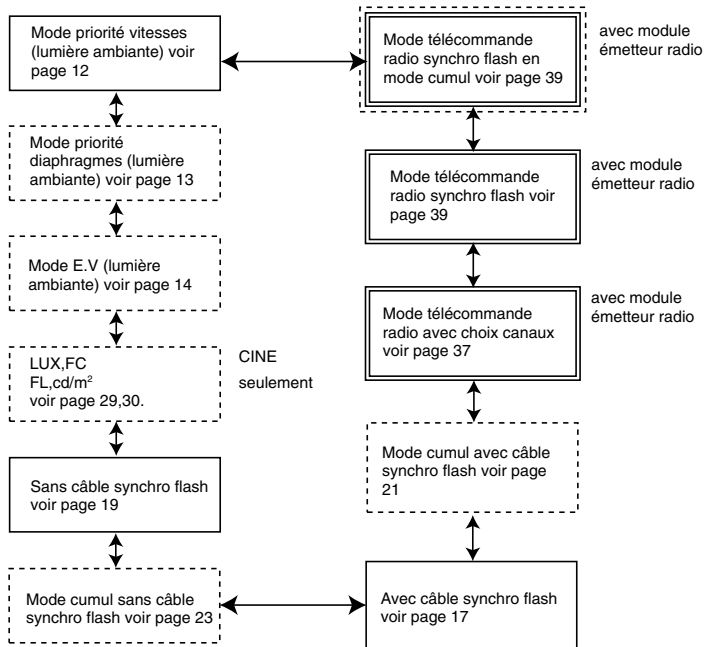 Mode priorité vitesses
(lumière ambiante) voir
page 12
Mode priorité
diaphragmes (lumière
ambiante) voir page 13
Mode E.V (lumière
ambiante) voir page 14
LUX,FC
FL,cd/m²
voir page 29,30.
CINE
seulement
Sans câble synchro flash
voir page 19
Mode cumul sans câble
synchro flash voir page 23
Mode télécommande
radio synchro flash en
mode cumul voir page 39
avec module
émetteur radio
Mode télécommande
radio synchro flash voir
page 39
avec module
émetteur radio
Mode télécommande
radio avec choix canaux
voir page 37
avec module
émetteur radio
Mode cumul avec câble
synchro flash voir page
21
Avec câble synchro flash
voir page 17